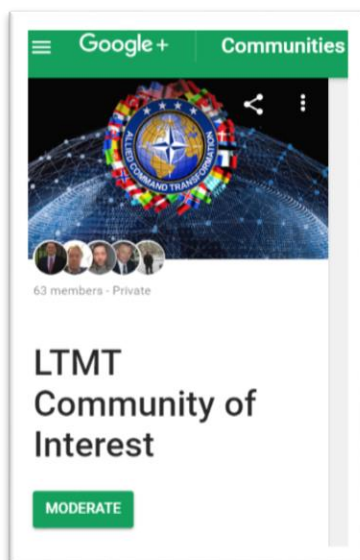 Google+ Communities
ALLIED COMMAND TRANSFORMATION
63 members - Private
LTMT
Community of
Interest
MODERATE